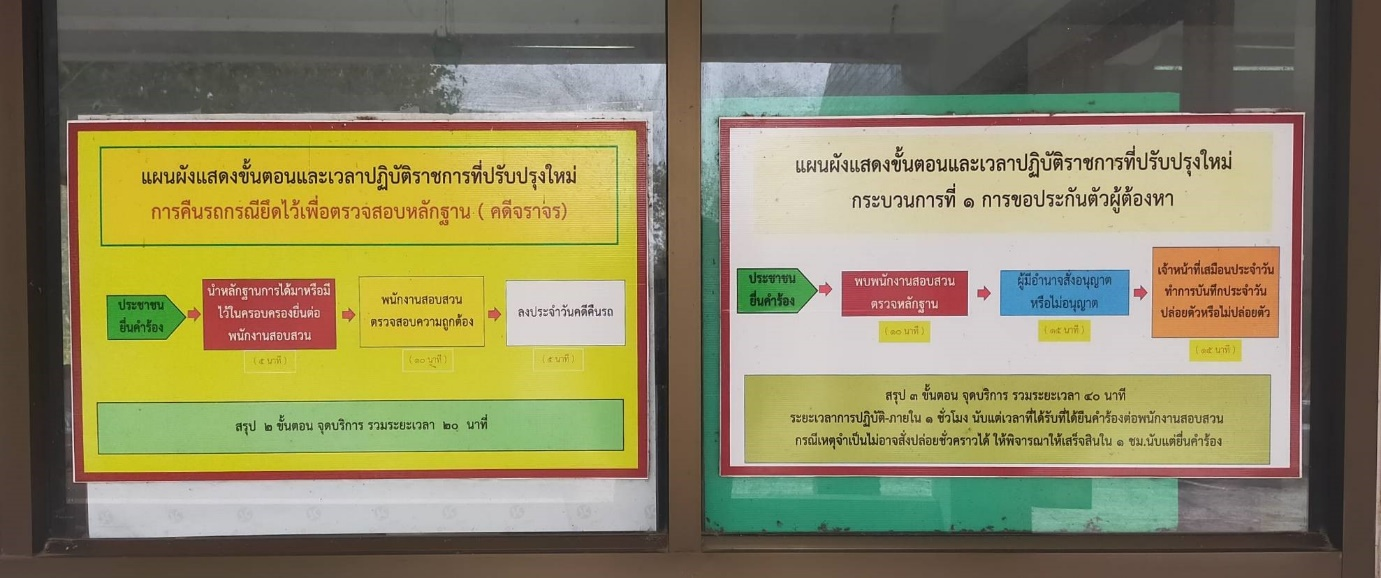 แผนผังแสดงขั้นตอนและเวลาปฏิบัติราชการที่ปรับปรุงใหม่
การคืนรถกรณียึดไว้เพื่อตรวจสอบหลักฐาน ( คดีจราจร)
ประชาชน
ยื่นคำร้อง
นำหลักฐานการได้มาหรือมี
ไว้ในครอบครองยื่นต่อ
พนักงานสอบสวน
( ๕ นาที )
พนักงานสอบสวน
ตรวจสอบความถูกต้อง
( ๑๐ นาที )
ลงประจำวันคดีคืนรถ
( ๕ นาที )
สรุป ๒ ขั้นตอน จุดบริการ รวมระยะเวลา ๒๐ นาที
แผนผังแสดงขั้นตอนและเวลาปฏิบัติราชการที่ปรับปรุงใหม่
กระบวนการที่ ๑ การขอประกันตัวผู้ต้องหา
ประชาชน
ยื่นคำร้อง
พบพนักงานสอบสวน
ตรวจหลักฐาน
( ๑๐ นาที )
ผู้มีอำนาจสั่งอนุญาต
หรือไม่อนุญาต
( ๑๕ นาที )
เจ้าหน้าที่เสมือนประจำวัน
ทำการบันทึกประจำวัน
ปล่อยตัวหรือไม่ปล่อยตัว
( ๑๕ นาที )
สรุป ๓ ขั้นตอน จุดบริการ รวมระยะเวลา ๔๐ นาที
ระยะเวลาการปฏิบัติ-ภายใน ๑ ชั่วโมง นับแต่เวลาที่ได้รับที่ได้ยื่นคำร้องต่อพนักงานสอบสวน
กรณีเหตุจำเป็นไม่อาจสั่งปล่อยชั่วคราวได้ ให้พิจารณาให้เสร็จสิ้นใน ๑ ชม.นับแต่ยื่นคำร้อง